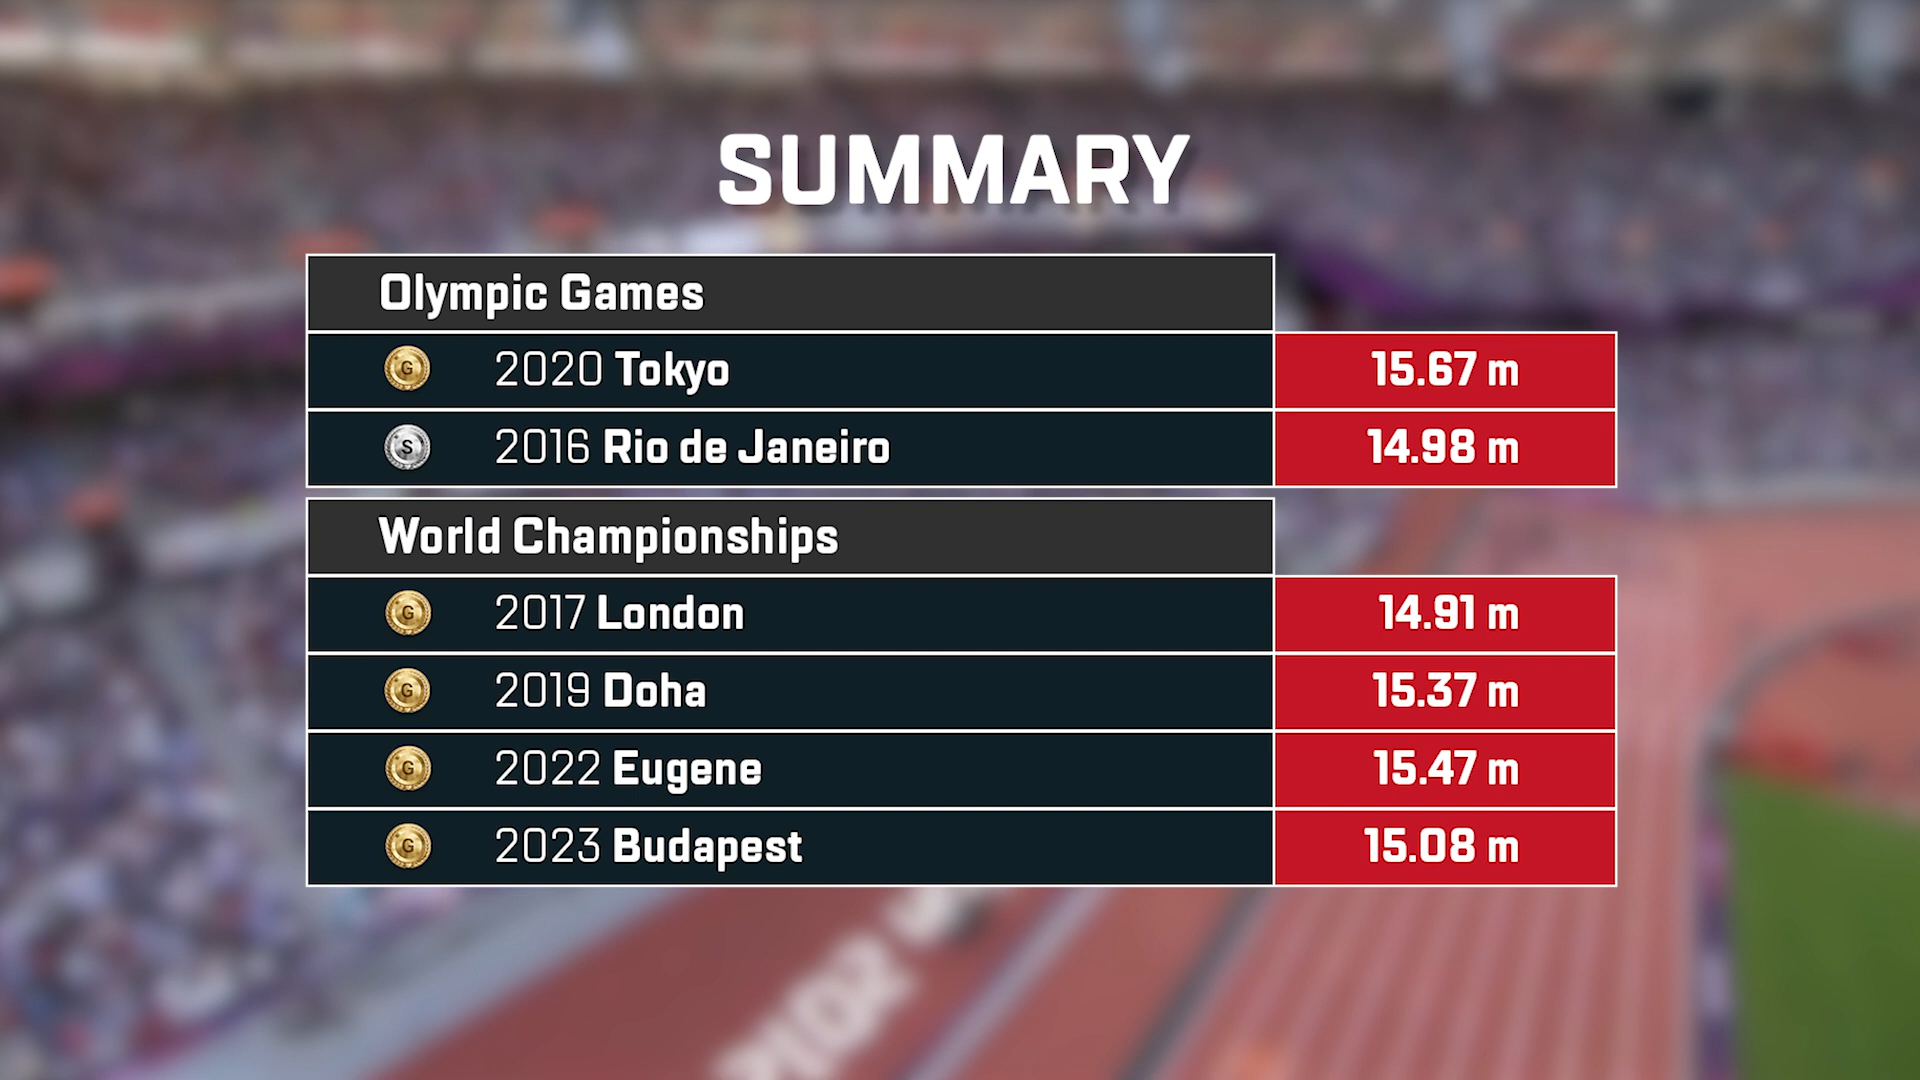 SUMMARY
Olympic Games
G 2020 Tokyo 15.67 m
S 2016 Rio de Janeiro 14.98 m
World Championships
G 2017 London 14.91 m
G 2019 Doha 15.37 m
G 2022 Eugene 15.47 m
G 2023 Budapest 15.08 m